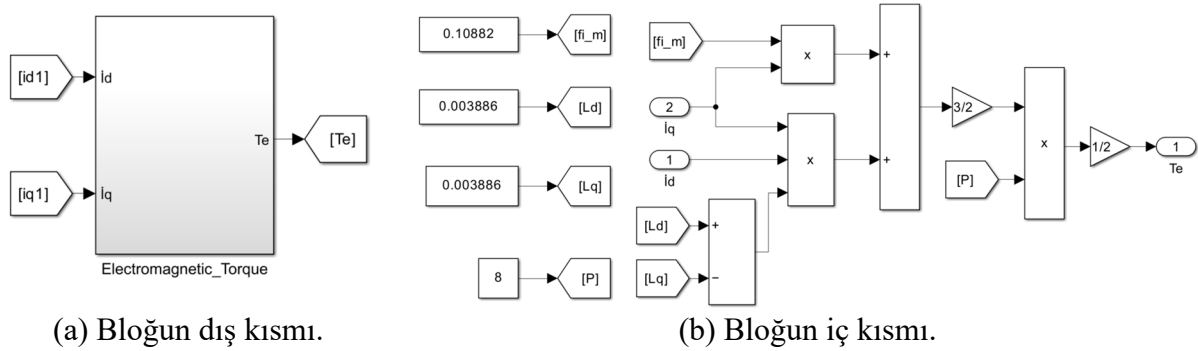 [id1]
İd
[iq1]
İq
Te
[Te]
Electromagnetic_Torque
(a) Bloğun dış kısmı.
0.10882
[fi_m]
0.003886
[Ld]
0.003886
[Lq]
8
[P]
[fi_m]
2
İq
1
İd
[Ld]
[Lq]
+
−
x
x
+
+
3/2
[P]
x
1/2
1
Te
(b) Bloğun iç kısmı.